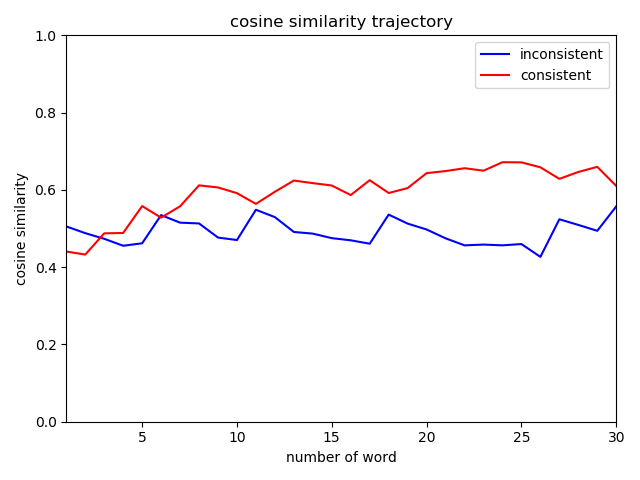 cosine similarity trajectory
inconsistent
consistent
1.0
0.8
0.6
0.4
0.2
0.0
cosine similarity
5 10 15 20 25 30
number of word